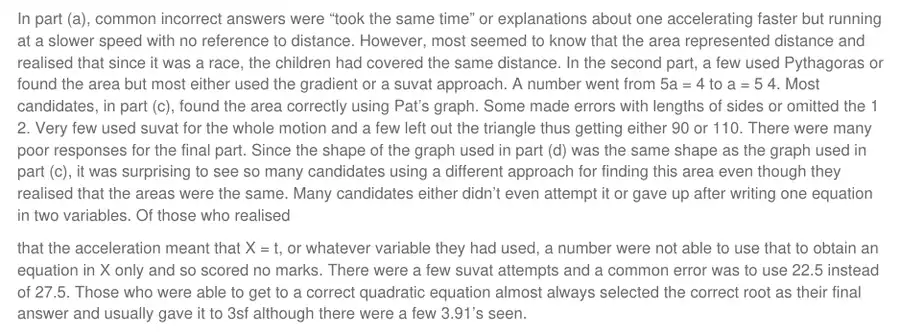 In part (a), common incorrect answers were “took the same time” or explanations about one accelerating faster but running
at a slower speed with no reference to distance. However, most seemed to know that the area represented distance and
realised that since it was a race, the children had covered the same distance. In the second part, a few used Pythagoras or
found the area but most either used the gradient or a suvat approach. A number went from 5a = 4 to a = 5 4. Most
candidates, in part (c), found the area correctly using Pat’s graph. Some made errors with lengths of sides or omitted the 1
2. Very few used suvat for the whole motion and a few left out the triangle thus getting either 90 or 110. There were many
poor responses for the final part. Since the shape of the graph used in part (d) was the same shape as the graph used in
part (c), it was surprising to see so many candidates using a different approach for finding this area even though they
realised that the areas were the same. Many candidates either didn’t even attempt it or gave up after writing one equation
in two variables. Of those who realised
that the acceleration meant that X = t, or whatever variable they had used, a number were not able to use that to obtain an
equation in X only and so scored no marks. There were a few suvat attempts and a common error was to use 22.5 instead
of 27.5. Those who were able to get to a correct quadratic equation almost always selected the correct root as their final
answer and usually gave it to 3sf although there were a few 3.91’s seen.